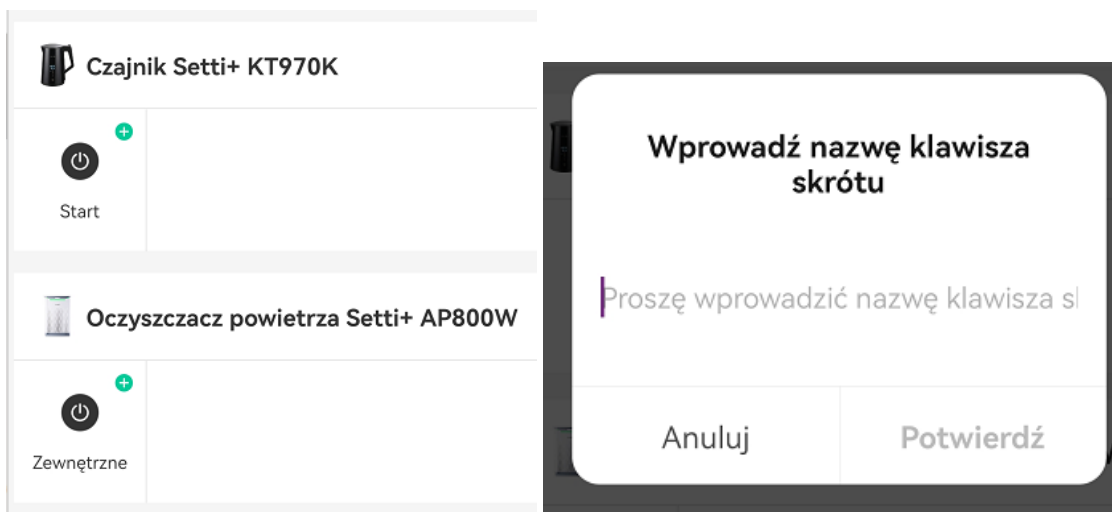 Czajnik Setti+ KT970K
Start
Oczyszczacz powietrza Setti+ AP800W
Zewnętrzne
Wprowadź nazwę klawisza
skrótu
Proszę wprowadzić nazwę klawisza
Anuluj
Potwierdź